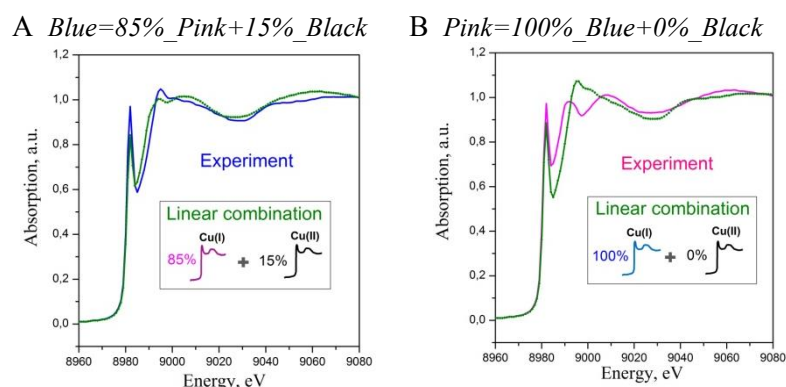 A Blue=85%_Pink+15%_Black
1,2
1,0
0,8
0,6
0,4
0,2
0,0
Absorption, a.u.
Experiment
Linear combination
Cu(I) Cu(II)
85% + 15%
8960 8980 9000 9020 9040 9060 9080
Energy, eV
B Pink=100%_Blue+0%_Black
1,2
1,0
0,8
0,6
0,4
0,2
0,0
Absorption, a.u.
Experiment
Linear combination
Cu(I) Cu(II)
100% + 0%
8960 8980 9000 9020 9040 9060 9080
Energy, eV